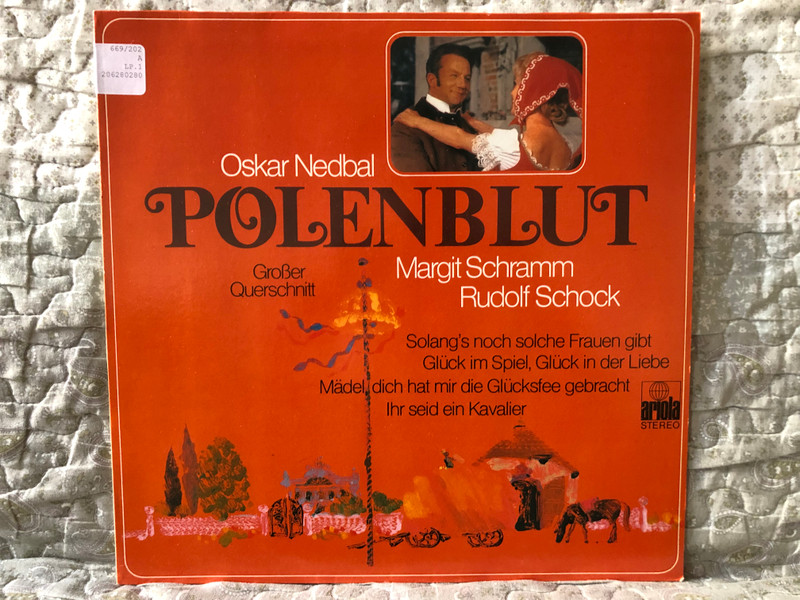 669/202
A
LP.1
206280280
Oskar Nedbal
POLENBLUT
Großer
Querschnitt
Margit Schramm
Rudolf Schock
Solang's noch solche Frauen gibt
Glück im Spiel, Glück in der Liebe
Mädel, dich hat mir die Glücksfee gebracht
Ihr seid ein Kavalier
ariola
STEREO